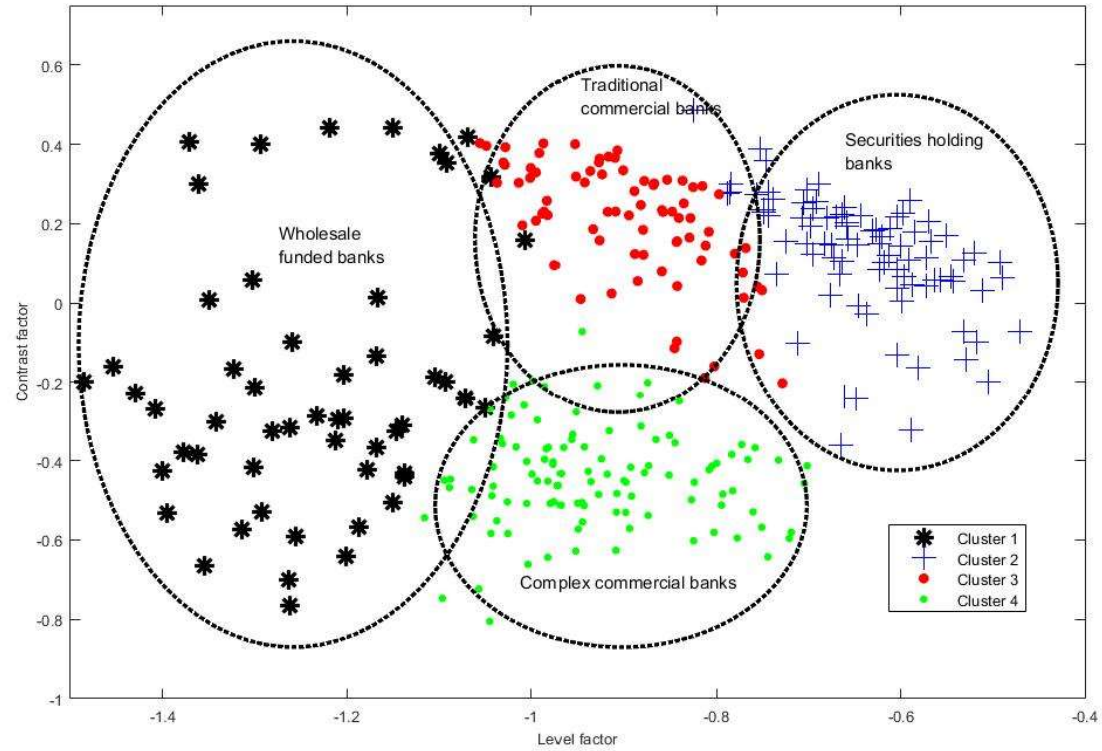 0.6
0.4
0.2
0
-0.2
-0.4
-0.6
-0.8
-1
Contrast factor
Traditional
commercial banks
Securities holding
banks
Wholesale
funded banks
Complex commercial banks
Cluster 1
Cluster 2
Cluster 3
Cluster 4
-1.4
-1.2
-1
-0.8
-0.6
-0.4
Level factor